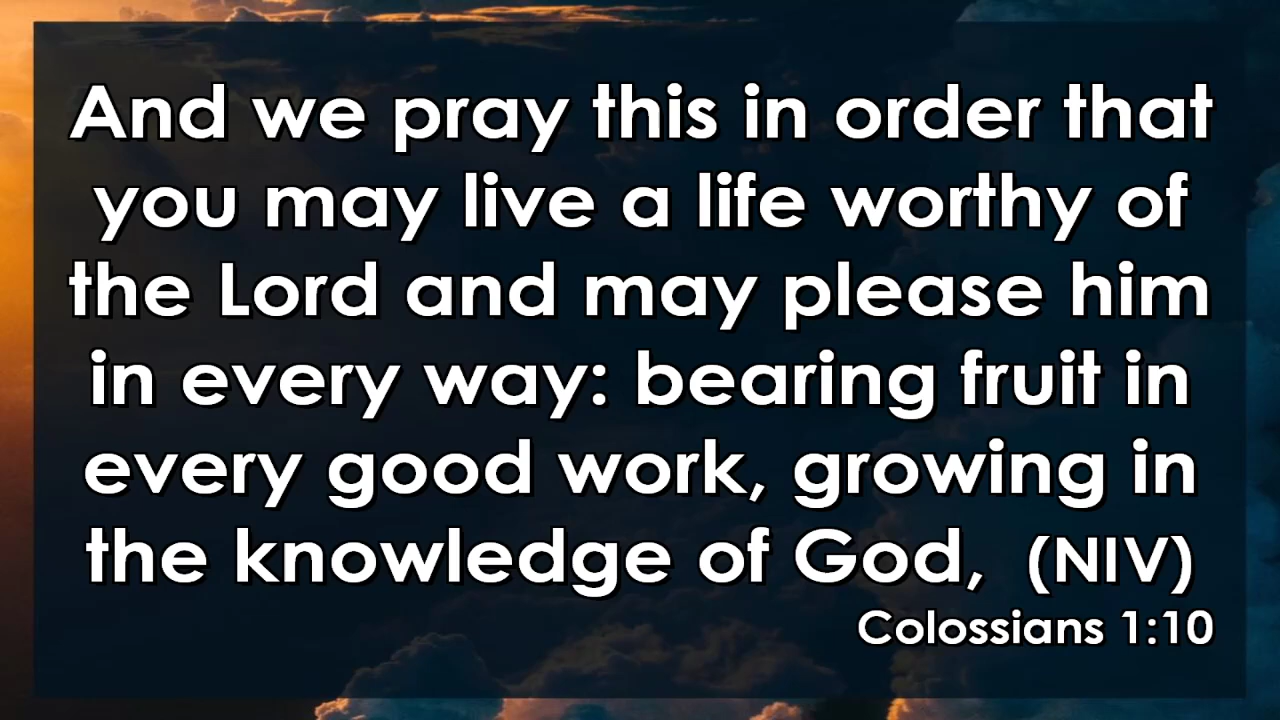 And we pray this in order that
you may live a life worthy of
the Lord and may please him
in every way: bearing fruit in
every good work, growing in
the knowledge of God, (NIV)
Colossians 1:10